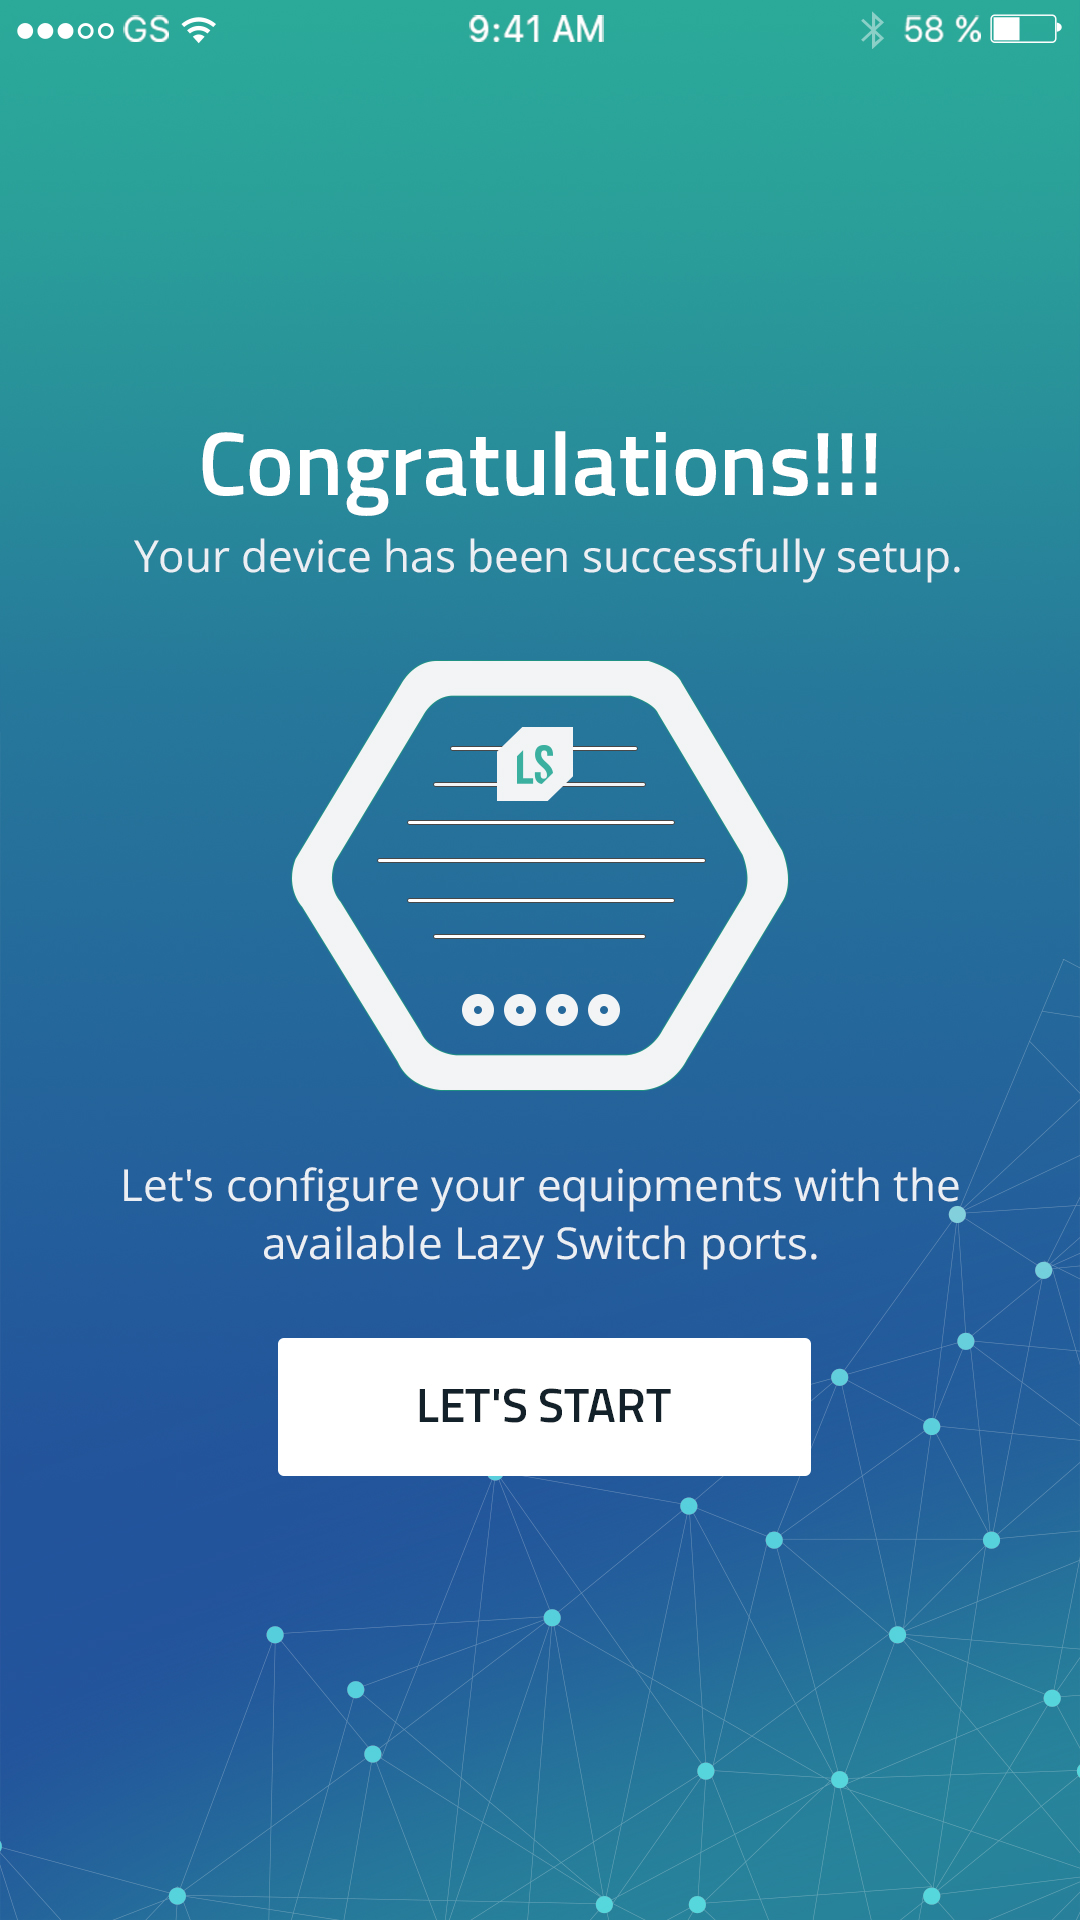 GS 9:41 AM 58 %
Congratulations!!!
Your device has been successfully setup.
LS
Let's configure your equipments with the
available Lazy Switch ports.
LET'S START